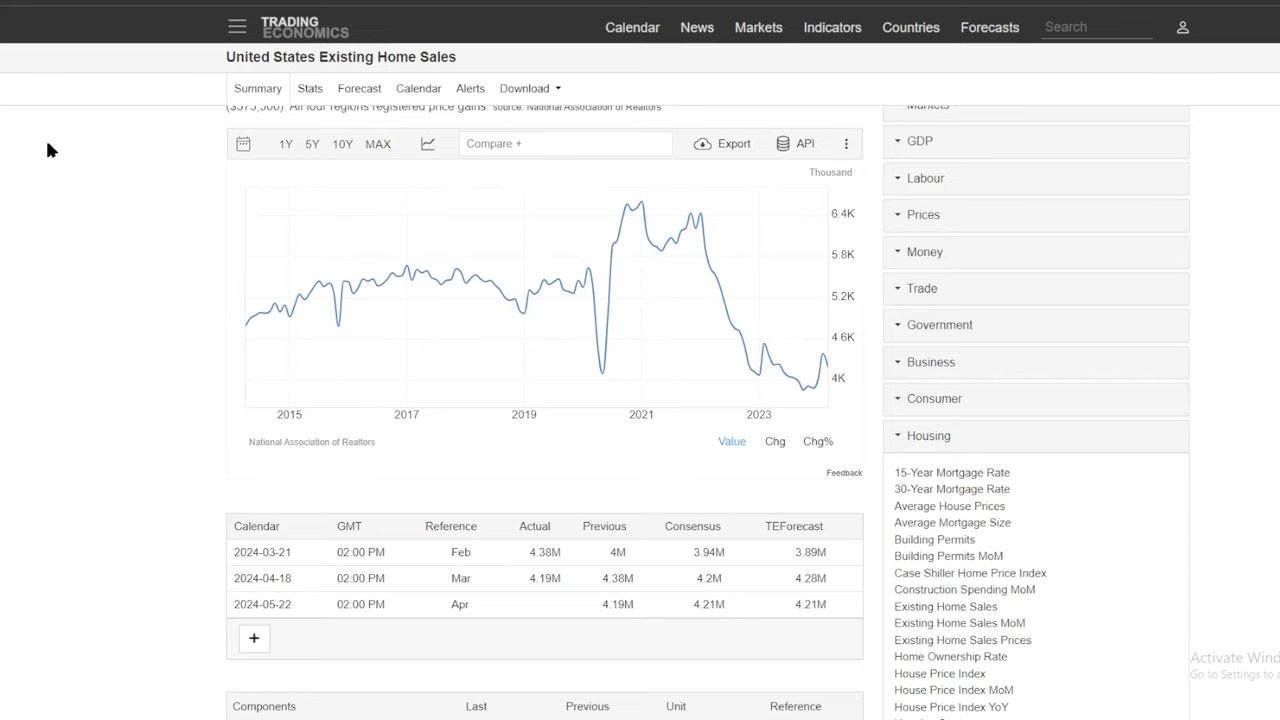 TRADING
ECONOMICS
Calendar News Markets Indicators Countries Forecasts Search
United States Existing Home Sales
Summary Stats Forecast Calendar Alerts Download
($375,500). All four regions registered price gains. source: National Association of Realtors
Markets
1Y 5Y 10Y MAX Compare + Export API
GDP
Thousand
Labour
6.4K
Prices
5.8K
Money
5.2K
Trade
4.6K
Government
4K
Business
2015 2017 2019 2021 2023
Consumer
National Association of Realtors Value Chg Chg%
Housing
Feedback
Calendar GMT Reference Actual Previous Consensus TEForecast
2024-03-21 02:00 PM Feb 4.38M 4M 3.94M 3.89M
2024-04-18 02:00 PM Mar 4.19M 4.38M 4.2M 4.28M
2024-05-22 02:00 PM Apr 4.19M 4.21M 4.21M
+
Components Last Previous Unit Reference
15-Year Mortgage Rate
30-Year Mortgage Rate
Average House Prices
Average Mortgage Size
Building Permits
Building Permits MoM
Case Shiller Home Price Index
Construction Spending MoM
Existing Home Sales
Existing Home Sales MoM
Existing Home Sales Prices
Home Ownership Rate
House Price Index
House Price Index MoM
House Price Index YoY
Activate Wind
Go to Settings to a